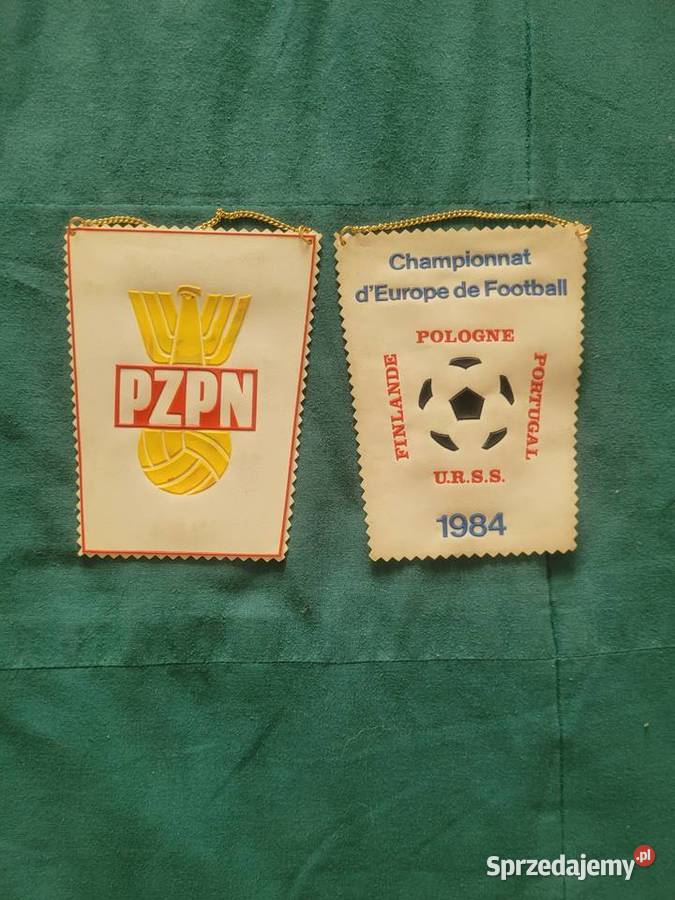 PZPN
Championnat
d'Europe de Football
POLOGNE
FINLANDE
PORTUGAL
U.R.S.S.
1984
Sprzedajemy.pl